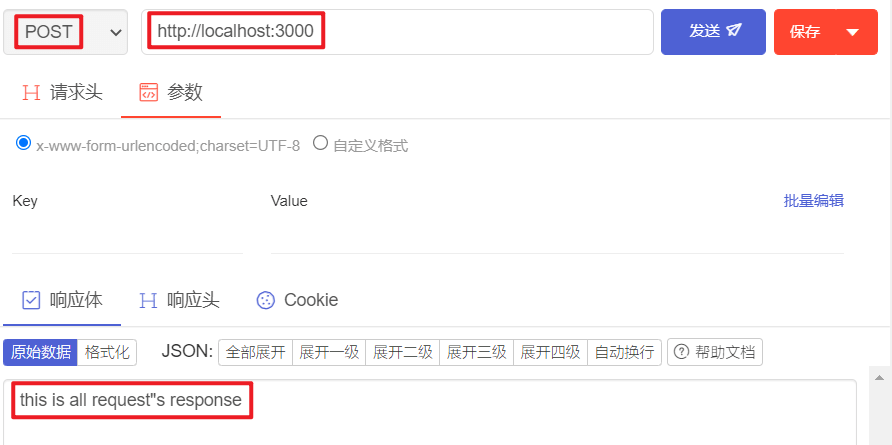 POST http://localhost:3000 发送 保存
请求头 参数
x-www-form-urlencoded;charset=UTF-8 自定义格式
Key Value 批量编辑
响应体 响应头 Cookie
原始数据 格式化 JSON: 全部展开 展开一级 展开二级 展开三级 展开四级 自动换行 帮助文档
this is all request"s response